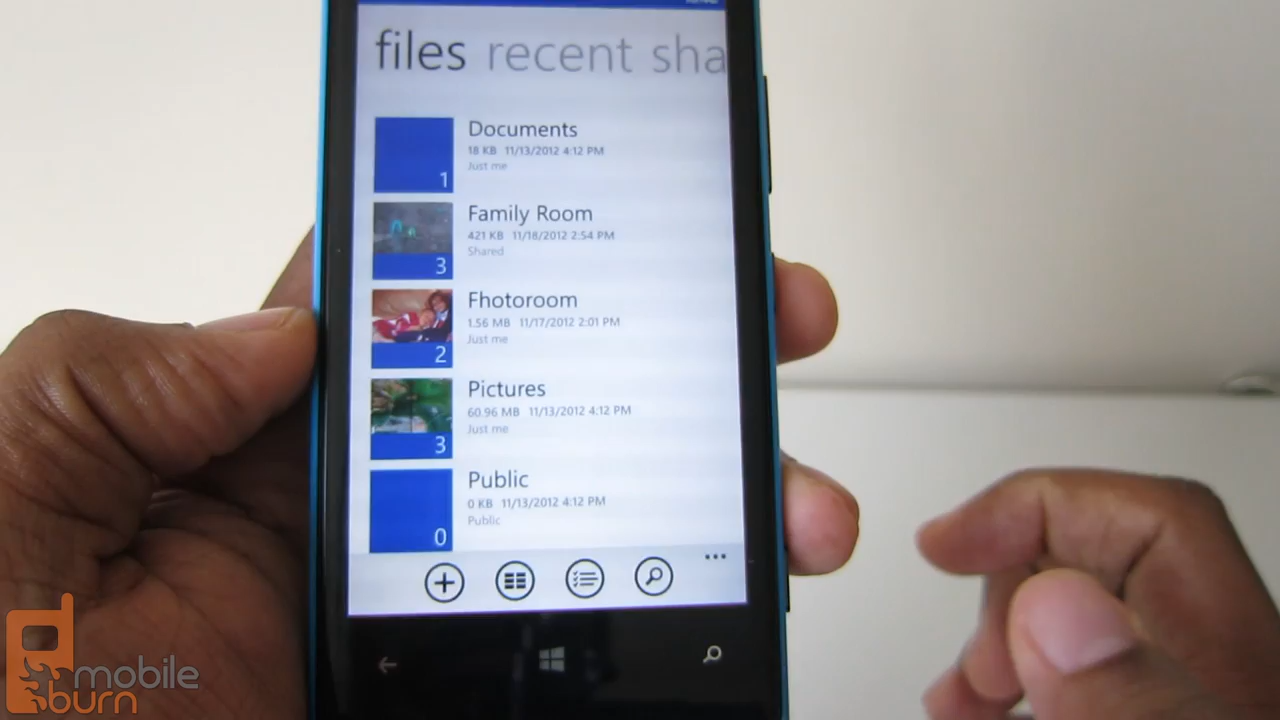 files recent sha
Documents
18 KB 11/13/2012 4:12 PM
Just me
1
Family Room
421 KB 11/18/2012 2:54 PM
Shared
3
Fhotoroom
1.56 MB 11/17/2012 2:01 PM
Just me
2
Pictures
60.96 MB 11/13/2012 4:12 PM
Just me
3
Public
0 KB 11/13/2012 4:12 PM
Public
0
mobile
burn